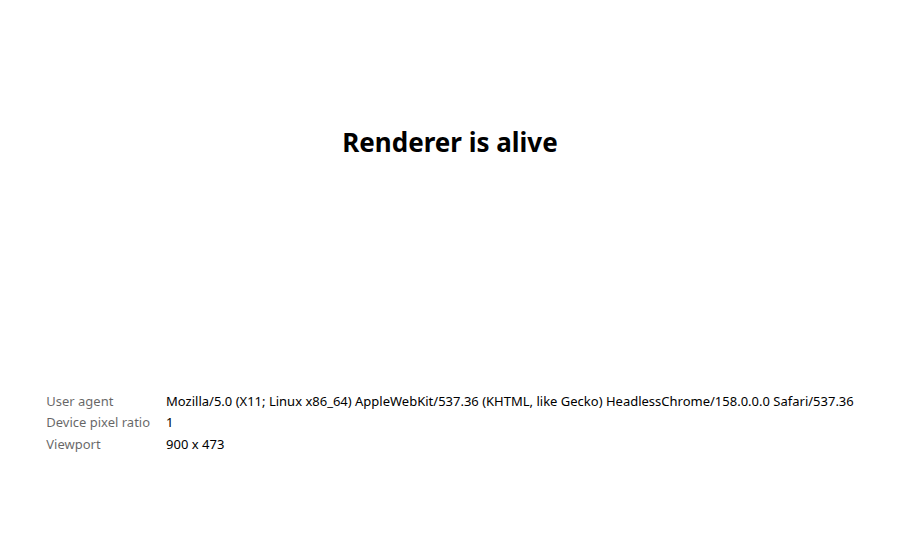 Renderer is alive
User agent Mozilla/5.0 (X11; Linux x86_64) AppleWebKit/537.36 (KHTML, like Gecko) HeadlessChrome/158.0.0.0 Safari/537.36
Device pixel ratio 1
Viewport 900 x 473